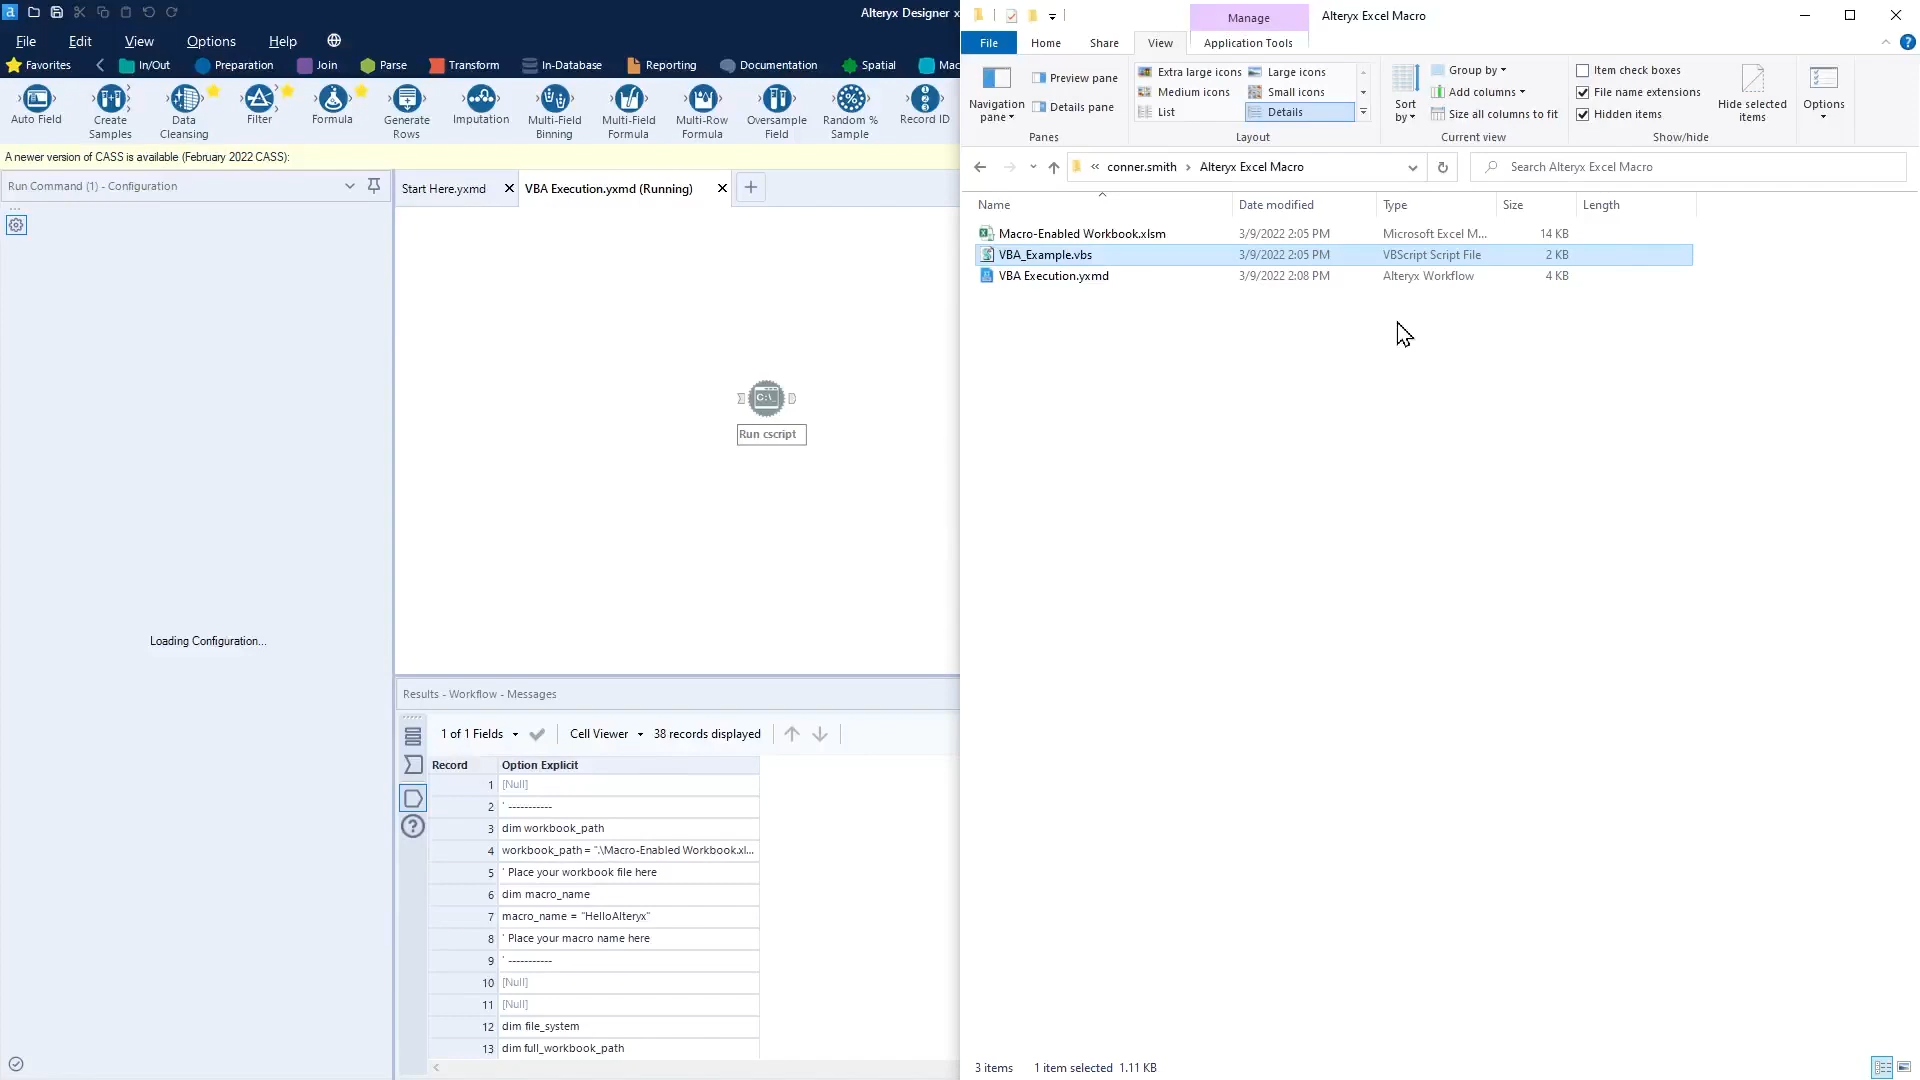 Alteryx Designer x
File Edit View Options Help
Favorites In/Out Preparation Join Parse Transform In-Database Reporting Documentation Spatial Mac
Auto Field
Create
Samples
Data
Cleansing
Filter
Formula
Generate
Rows
Imputation
Multi-Field
Binning
Multi-Field
Formula
Multi-Row
Formula
Oversample
Field
Random %
Sample
Record ID
A newer version of CASS is available (February 2022 CASS):
Run Command (1) - Configuration
Loading Configuration...
Start Here.yxmd
VBA Execution.yxmd (Running)
C:\_
Run cscript
Results - Workflow - Messages
1 of 1 Fields Cell Viewer 38 records displayed
Record Option Explicit
1 [Null]
2 ' -----------
3 dim workbook_path
4 workbook_path = ".\Macro-Enabled Workbook.xl...
5 ' Place your workbook file here
6 dim macro_name
7 macro_name = "HelloAlteryx"
8 ' Place your macro name here
9 ' -----------
10 [Null]
11 [Null]
12 dim file_system
13 dim full_workbook_path
Manage
Alteryx Excel Macro
File Home Share View Application Tools
Navigation
pane
Preview pane
Details pane
Panes
Extra large icons Large icons
Medium icons Small icons
List Details
Layout
Sort
by
Group by
Add columns
Size all columns to fit
Current view
Item check boxes
File name extensions
Hidden items
Hide selected
items
Show/hide
Options
« conner.smith › Alteryx Excel Macro
Search Alteryx Excel Macro
Name Date modified Type Size Length
Macro-Enabled Workbook.xlsm 3/9/2022 2:05 PM Microsoft Excel M... 14 KB
VBA_Example.vbs 3/9/2022 2:05 PM VBScript Script File 2 KB
VBA Execution.yxmd 3/9/2022 2:08 PM Alteryx Workflow 4 KB
3 items 1 item selected 1.11 KB